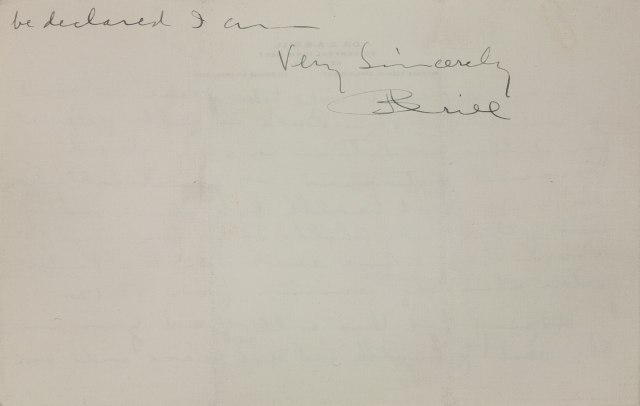 be declared I am
Very Sincerely